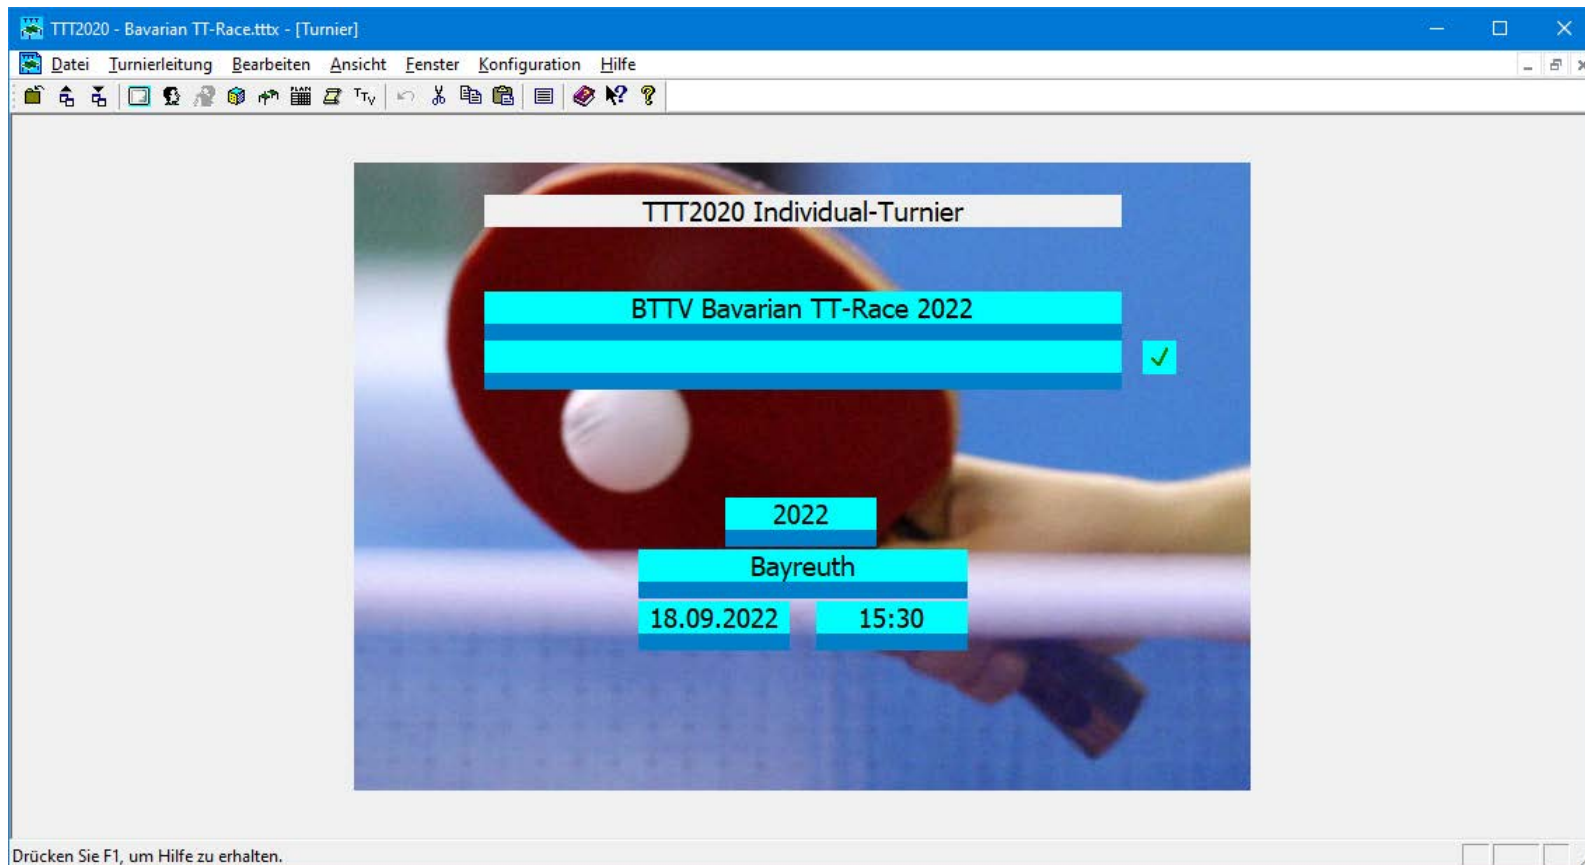 TTT2020 - Bavarian TT-Race.tttx - [Turnier]
Datei Turnierleitung Bearbeiten Ansicht Fenster Konfiguration Hilfe
TTT2020 Individual-Turnier
BTTV Bavarian TT-Race 2022
2022
Bayreuth
18.09.2022 15:30
Drücken Sie F1, um Hilfe zu erhalten.